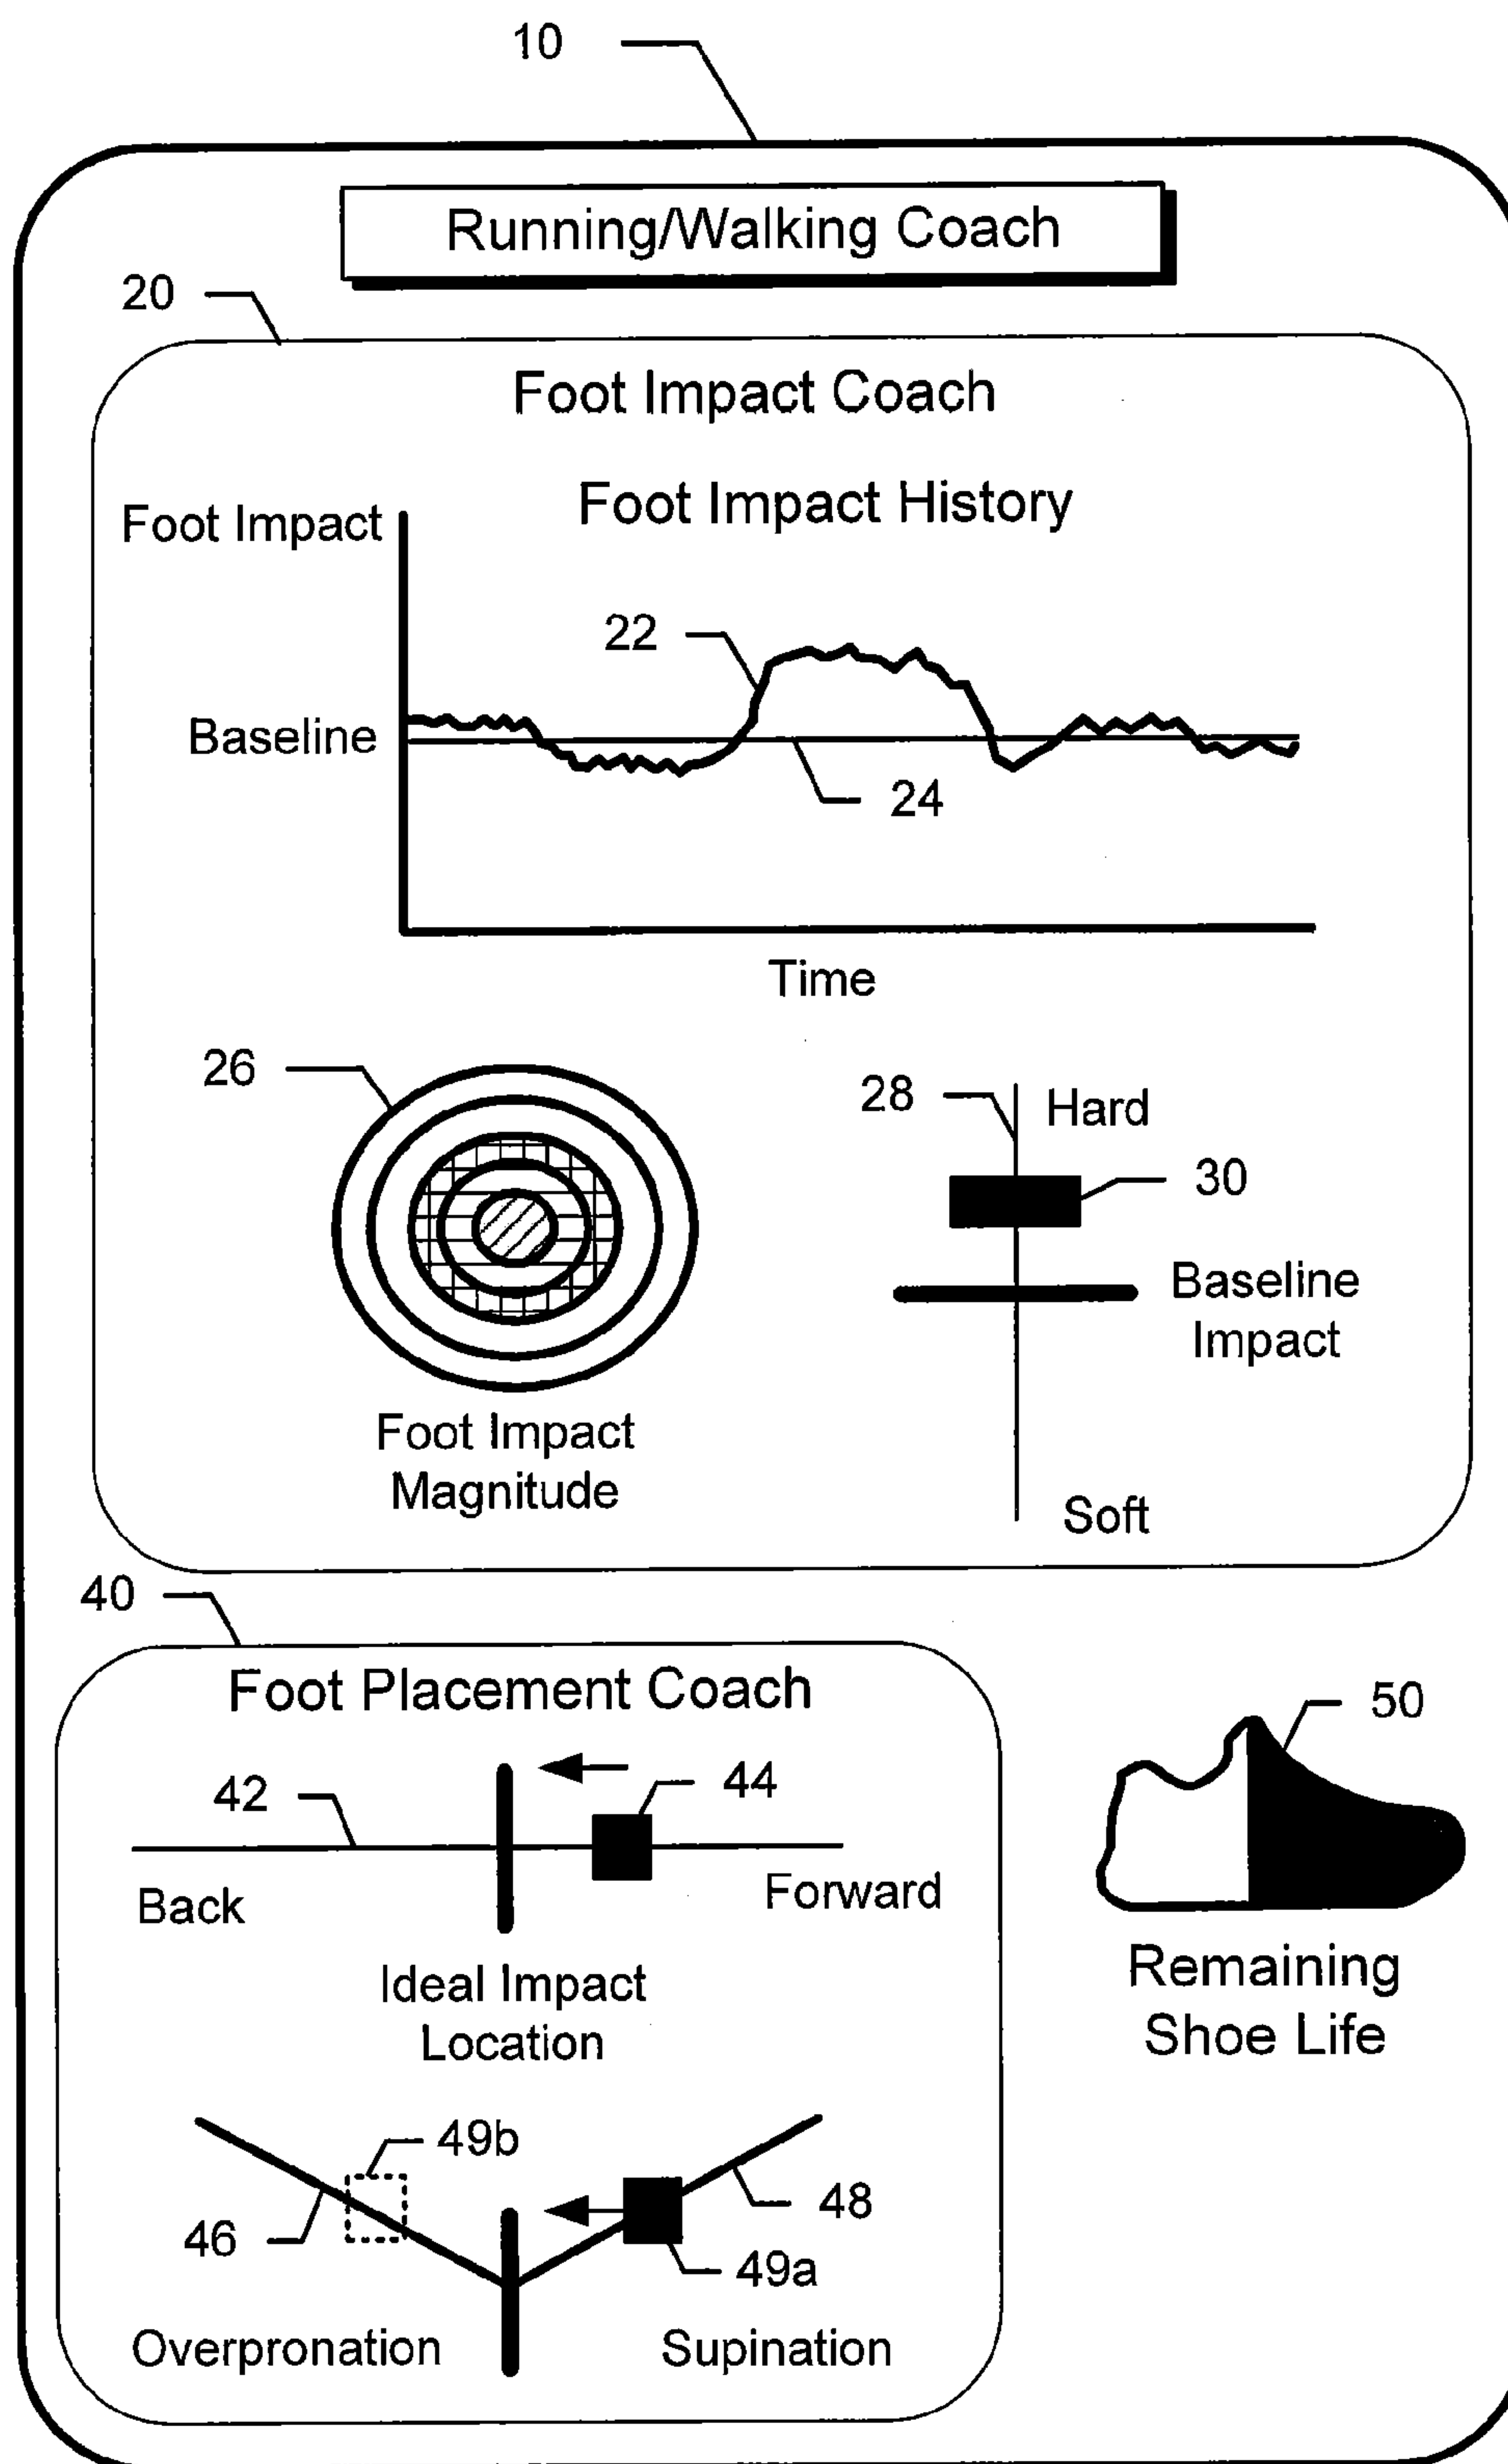 10
Running/Walking Coach
20
Foot Impact Coach
Foot Impact History
Foot Impact
22
Baseline
24
Time
26
28
Hard
30
Baseline
Impact
Foot Impact
Magnitude
Soft
40
Foot Placement Coach
50
42
44
Back
Forward
Ideal Impact
Location
Remaining
Shoe Life
49b
46
48
49a
Overpronation
Supination